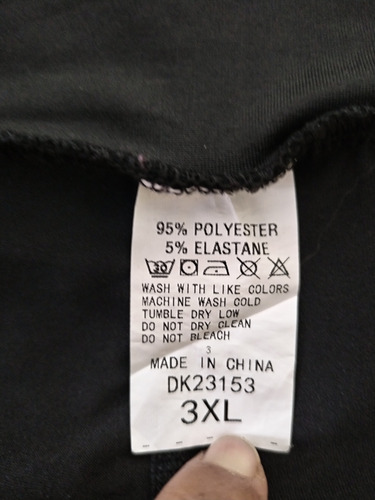 95% POLYESTER
5% ELASTANE
30
WASH WITH LIKE COLORS
MACHINE WASH COLD
TUMBLE DRY LOW
DO NOT DRY CLEAN
DO NOT BLEACH
3
MADE IN CHINA
DK23153
3XL